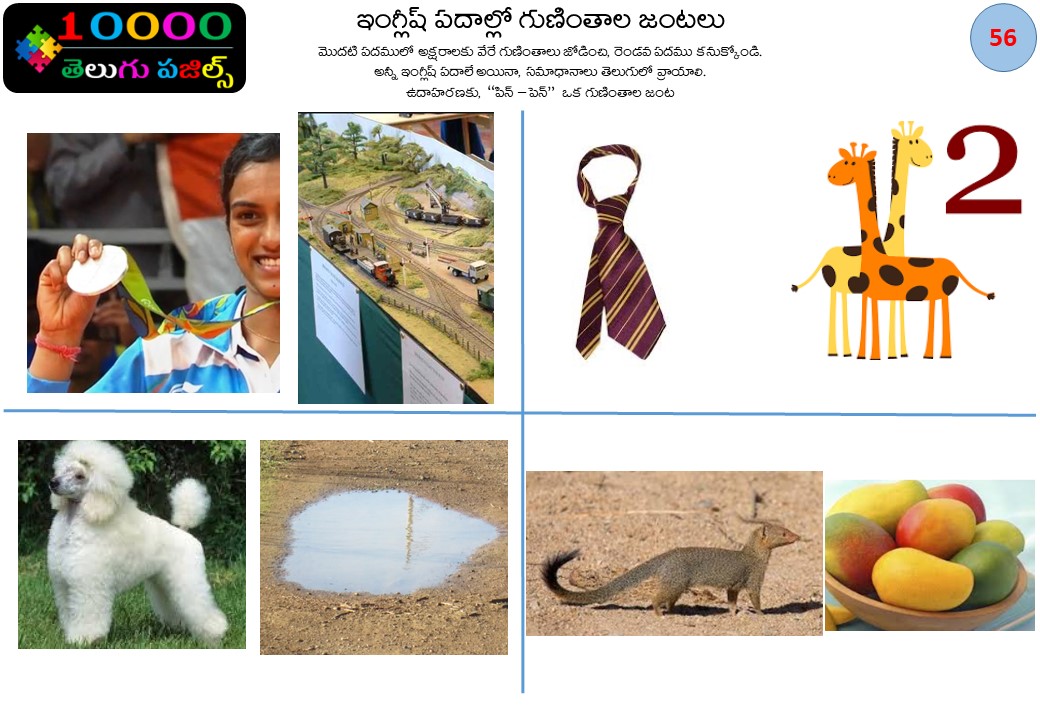 10000
తెలుగు పజిల్స్
ఇంగ్లీష్ పదాల్లో గుణింతాల జంటలు
మొదటి పదములో అక్షరాలకు వేరే గుణింతాలు జోడించి, రెండవ పదము కనుక్కోండి.
అన్నీ ఇంగ్లీష్ పదాలే అయినా, సమాధానాలు తెలుగులో వ్రాయాలి.
ఉదాహరణకు, “పిన్ – పెన్” ఒక గుణింతాల జంట
56
2